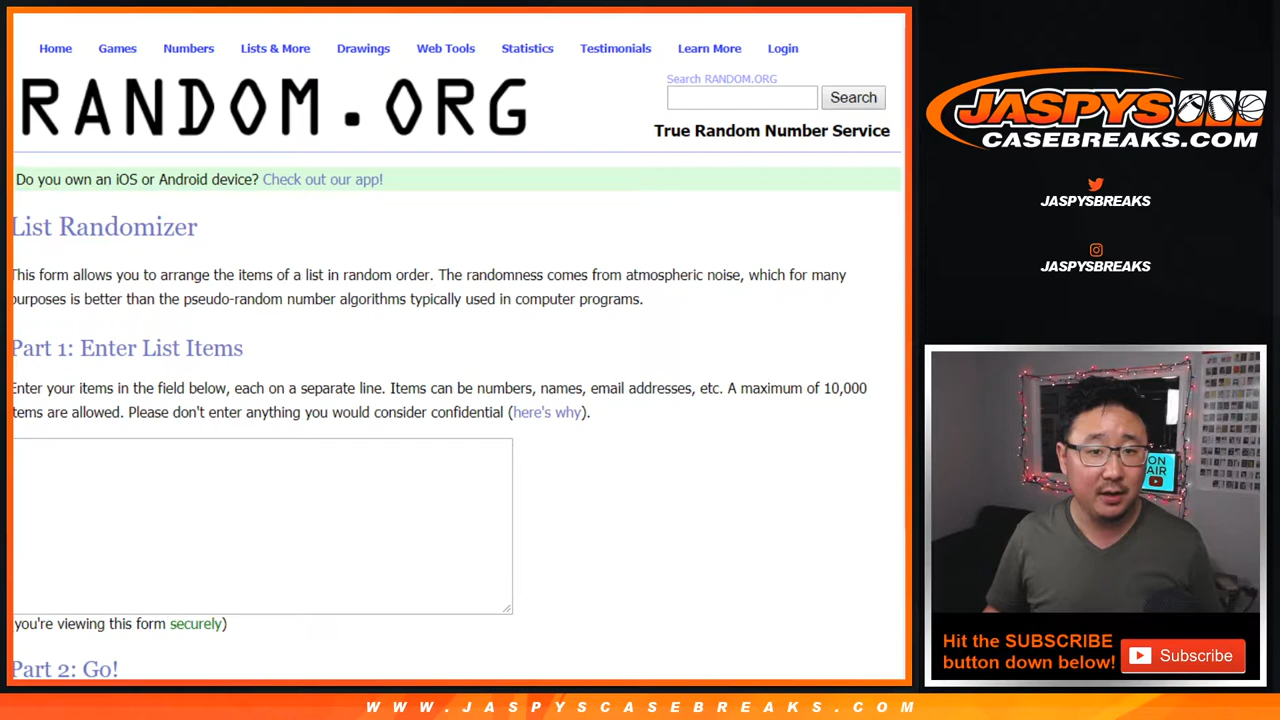 Home Games Numbers Lists & More Drawings Web Tools Statistics Testimonials Learn More Login
RANDOM.ORG
Search RANDOM.ORG
Search
True Random Number Service
Do you own an iOS or Android device? Check out our app!
List Randomizer
This form allows you to arrange the items of a list in random order. The randomness comes from atmospheric noise, which for many
purposes is better than the pseudo-random number algorithms typically used in computer programs.
Part 1: Enter List Items
Enter your items in the field below, each on a separate line. Items can be numbers, names, email addresses, etc. A maximum of 10,000
items are allowed. Please don't enter anything you would consider confidential (here's why).
you're viewing this form securely)
Part 2: Go!
JASPYS
CASEBREAKS.COM
JASPYSBREAKS
JASPYSBREAKS
ON
AIR
Hit the SUBSCRIBE
button down below!
Subscribe
WWW.JASPYSCASEBREAKS.COM